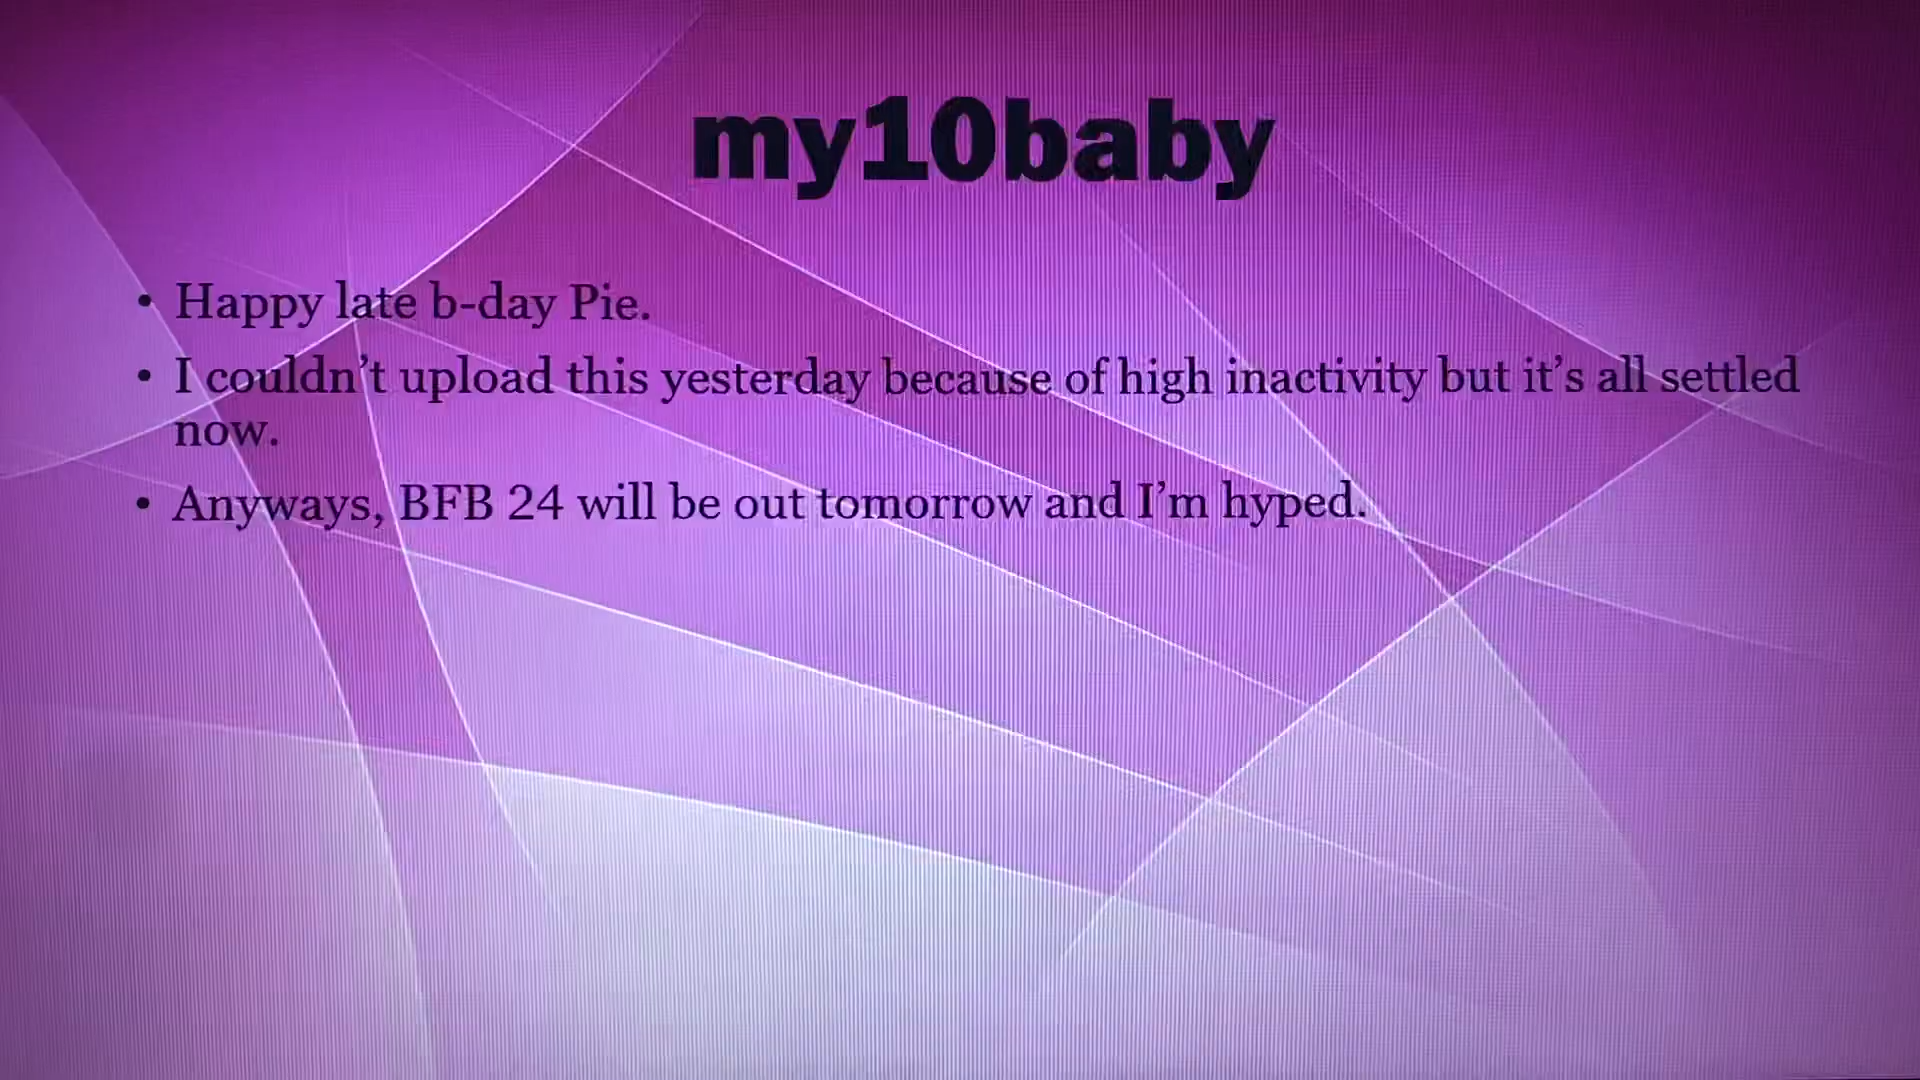 my10baby
• Happy late b-day Pie.
• I couldn’t upload this yesterday because of high inactivity but it’s all settled
now.
• Anyways, BFB 24 will be out tomorrow and I’m hyped.